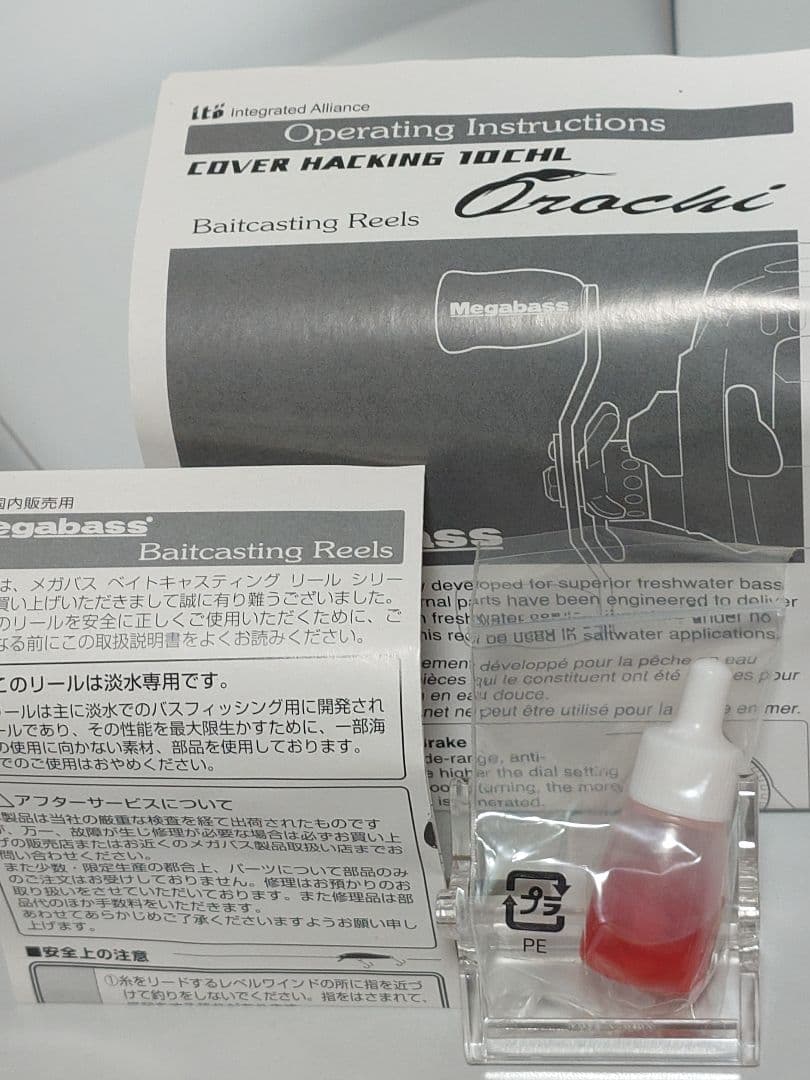 itö Integrated Alliance
Operating Instructions
COVER HACKING 10CHL
Orochi
Baitcasting Reels
Megabass
ass
developed for superior freshwater bass
parts have been engineered to deliver
under no
be used in saltwater applications.
développé pour la pêche eau
qui le constituent ont été pour
en eau douce.
ne peut être utilisé pour la en mer.
rake
de-range, anti-
higher the dial setting
turning, the more
is nerated.
国内販売用
egabass
Baitcasting Reels
は、メガバス ベイトキャスティング リール シリー
買い上げいただきまして誠に有り難うございました。
のリールを安全に正しくご使用いただくために、ご
なる前にこの取扱説明書をよくお読みください。
このリールは淡水専用です。
ールは主に淡水でのバスフィッシング用に開発され
ールであり、その性能を最大限生かすために、一部海
の使用に向かない素材、部品を使用しております。
でのご使用はおやめください。
アフターサービスについて
製品は当社の厳重な検査を経て出荷されたものです
が、万一、故障が生じ修理が必要な場合は必ずお買い上
げの販売店またはお近くのメガバス製品取扱い店までお
問い合わせください。
また少数・限定生産の都合上、パーツについて部品のみ
のご注文はお受けしておりません。修理はお預かりのお
取り扱いをさせていただいております。また修理品は部
品代のほか手数料をいただきます。
あわせてあらかじめご了承くださいますようお願い申し
上げます。
■安全上の注意
①糸をリードするレベルワインドの所に指を近づ
けて釣りをしないでください。指をはさまれて、
プラ
PE